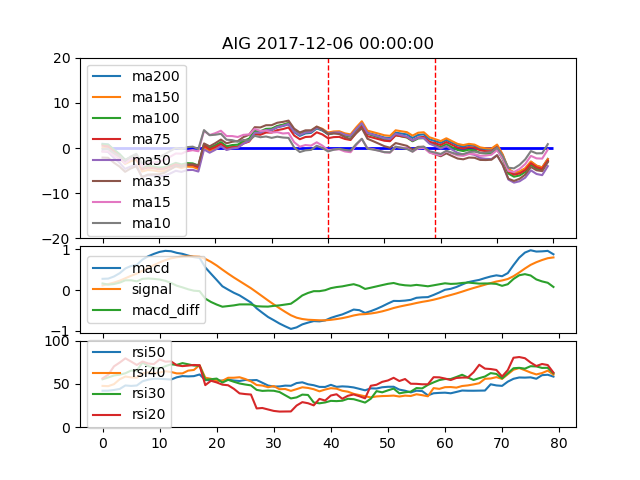 AIG 2017-12-06 00:00:00
20
10
0
−10
−20
ma200
ma150
ma100
ma75
ma50
ma35
ma15
ma10
1
0
−1
macd
signal
macd_diff
100
50
0
rsi50
rsi40
rsi30
rsi20
0 10 20 30 40 50 60 70 80